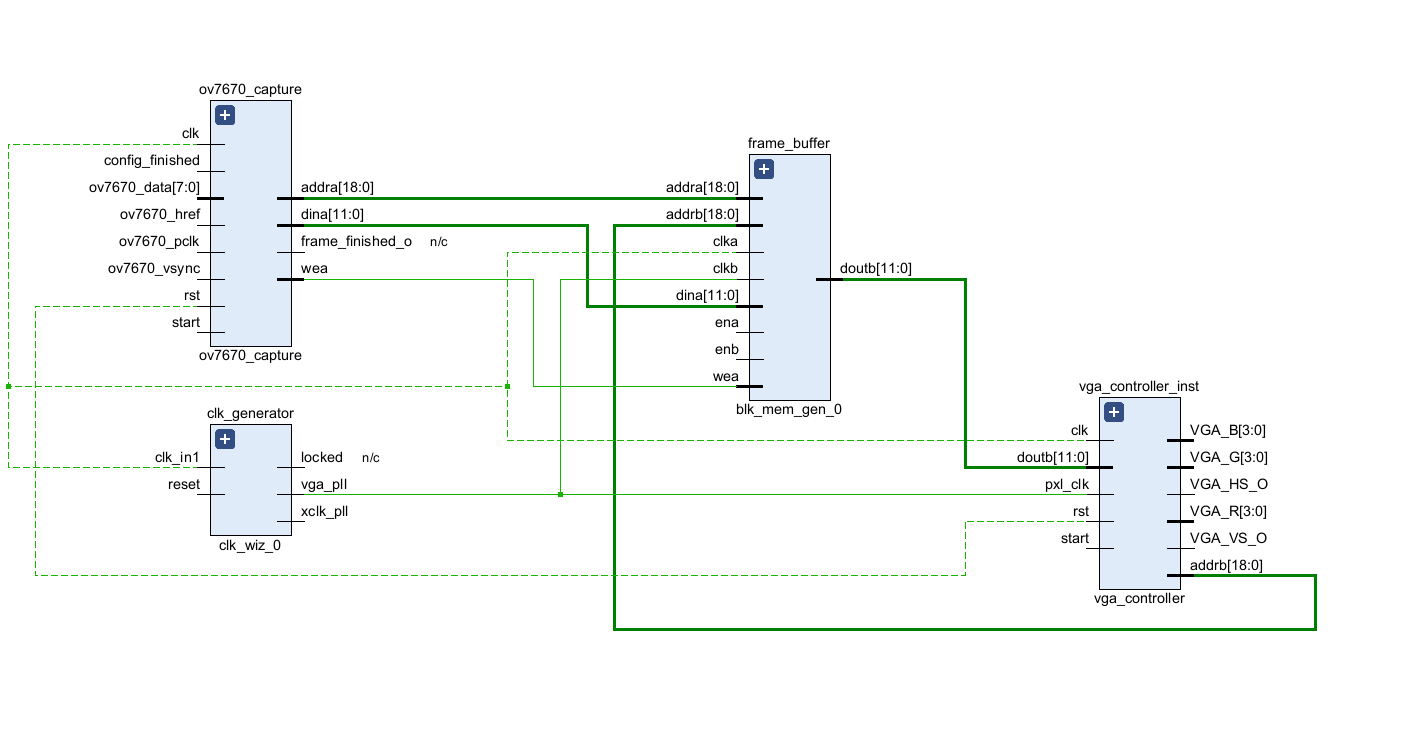 ov7670_capture
clk
config_finished
ov7670_data[7:0]
ov7670_href
ov7670_pclk
ov7670_vsync
rst
start
addra[18:0]
dina[11:0]
frame_finished_o n/c
wea
ov7670_capture
clk_generator
clk_in1
reset
locked n/c
vga_pll
xclk_pll
clk_wiz_0
frame_buffer
addra[18:0]
addrb[18:0]
clka
clkb
dina[11:0]
ena
enb
wea
doutb[11:0]
blk_mem_gen_0
vga_controller_inst
clk
doutb[11:0]
pxl_clk
rst
start
VGA_B[3:0]
VGA_G[3:0]
VGA_HS_O
VGA_R[3:0]
VGA_VS_O
addrb[18:0]
vga_controller